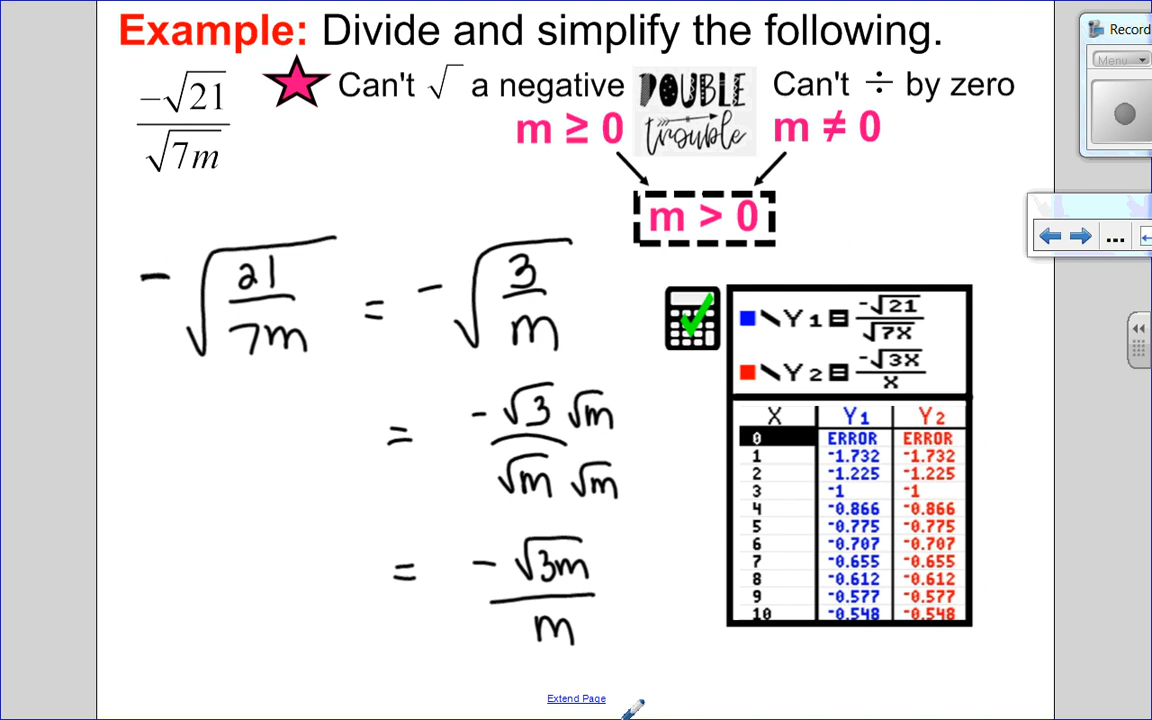 Example: Divide and simplify the following.
-√21 / √7m
Can't √ a negative
DOUBLE trouble
Can't ÷ by zero
m ≥ 0
m ≠ 0
m > 0
-√(21/7m) = -√(3/m)
= -√3 √m / √m √m
= -√3m / m
\Y1=-√21/√7X
\Y2=-√3X/X
X Y1 Y2
0 ERROR ERROR
1 -1.732 -1.732
2 -1.225 -1.225
3 -1 -1
4 -0.866 -0.866
5 -0.775 -0.775
6 -0.707 -0.707
7 -0.655 -0.655
8 -0.612 -0.612
9 -0.577 -0.577
10 -0.548 -0.548
Extend Page
Record
Menu
...